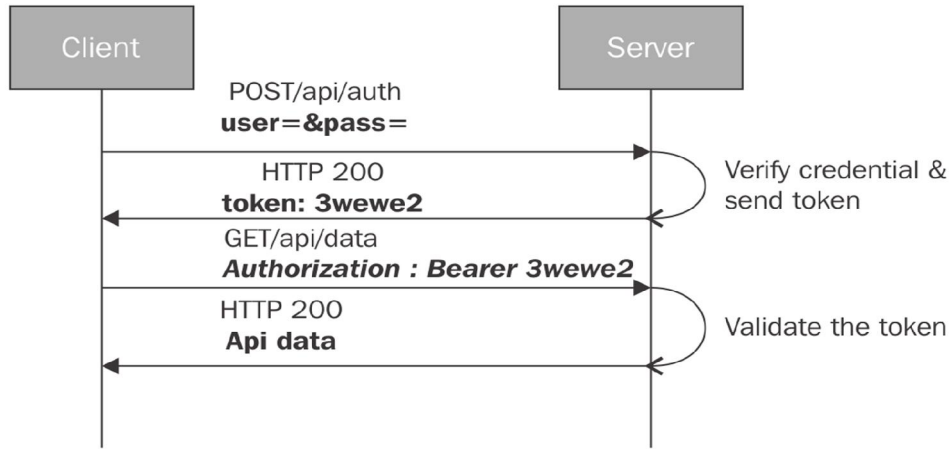 Client
Server
POST/api/auth
user=&pass=
HTTP 200
token: 3wewe2
Verify credential &
send token
GET/api/data
Authorization : Bearer 3wewe2
HTTP 200
Api data
Validate the token